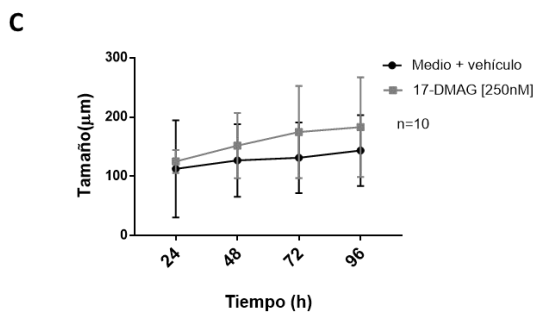 C
300
200
100
0
Tamaño(µm)
24
48
72
96
Tiempo (h)
Medio + vehículo
17-DMAG [250nM]
n=10